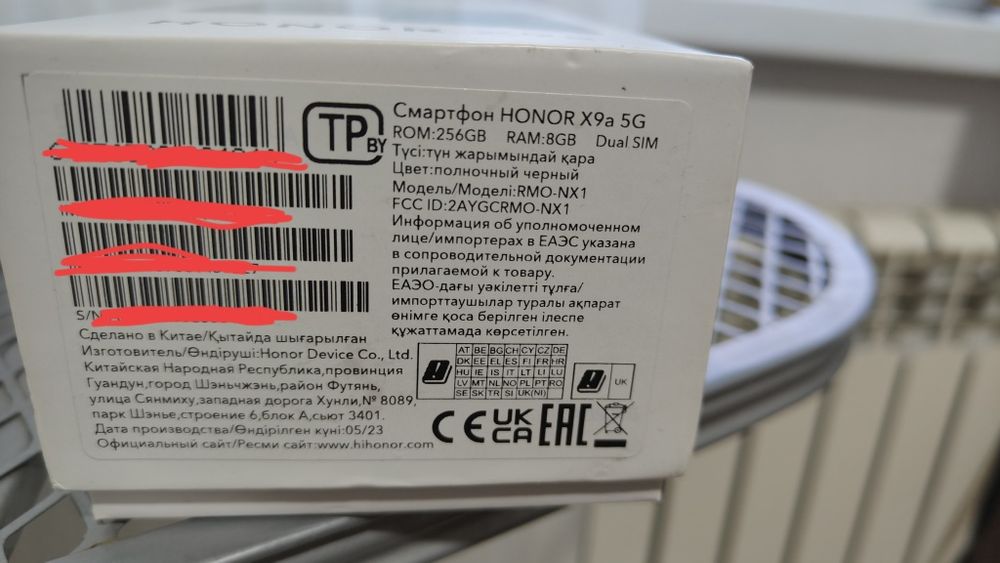 HONOR
TP BY
Смартфон HONOR X9a 5G
ROM:256GB RAM:8GB Dual SIM
Түсі:түн жарымындай қара
Цвет:полночный черный
Модель/Моделі:RMO-NX1
FCC ID:2AYGCRMO-NX1
Информация об уполномоченном
лице/импортерах в ЕАЭС указана
в сопроводительной документации
прилагаемой к товару.
ЕАЭО-дағы уәкілетті тұлға/
импорттаушылар туралы ақпарат
өнімге қоса берілген ілеспе
құжаттамада көрсетілген.
S/N
Сделано в Китае/Қытайда шығарылған
Изготовитель/Өндіруші:Honor Device Co., Ltd.
Китайская Народная Республика,провинция
Гуандун,город Шэньчжэнь,район Футянь,
улица Сянмиху,западная дорога Хунли,№ 8089,
парк Шэнье,строение 6,блок А,сьют 3401.
Дата производства/Өндірілген күні:05/23
Официальный сайт/Ресми сайт:www.hihonor.com
AT BE BG CH CY CZ DE
DK EE EL ES FI FR HR
HU IE IS IT LT LI LU
LV MT NL NO PL PT RO
SE SK TR SI UK(NI)
UK
CE UK CA EAC